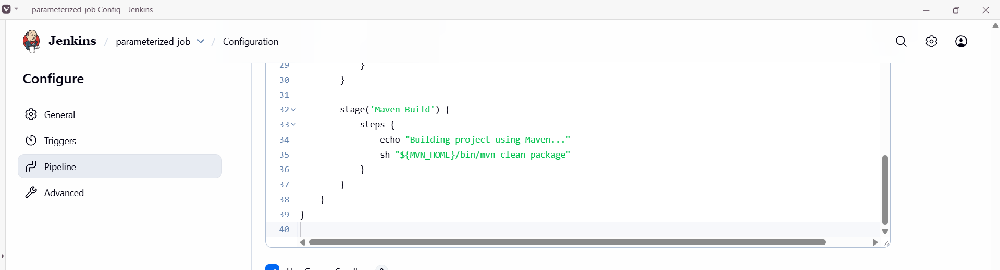 parameterized-job Config - Jenkins
Jenkins / parameterized-job / Configuration
Configure
General
Triggers
Pipeline
Advanced
29 }
30 }
31
32 stage('Maven Build') {
33 steps {
34 echo "Building project using Maven..."
35 sh "${MVN_HOME}/bin/mvn clean package"
36 }
37 }
38 }
39 }
40